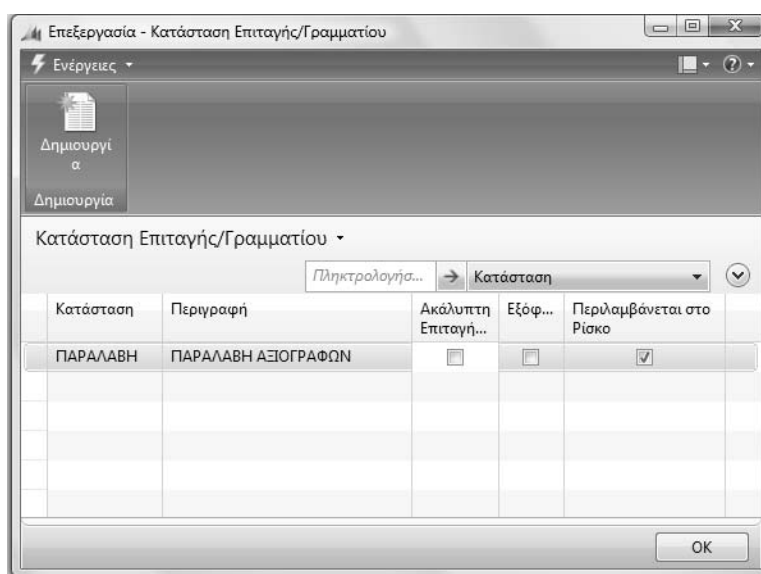 Επεξεργασία - Κατάσταση Επιταγής/Γραμματίου
Ενέργειες
Δημιουργί
α
Δημιουργία
Κατάσταση Επιταγής/Γραμματίου
Πληκτρολογήσ... Κατάσταση
Κατάσταση Περιγραφή Ακάλυπτη Εξόφ... Περιλαμβάνεται στο
Επιταγή... Ρίσκο
ΠΑΡΑΛΑΒΗ ΠΑΡΑΛΑΒΗ ΑΞΙΟΓΡΑΦΩΝ
OK